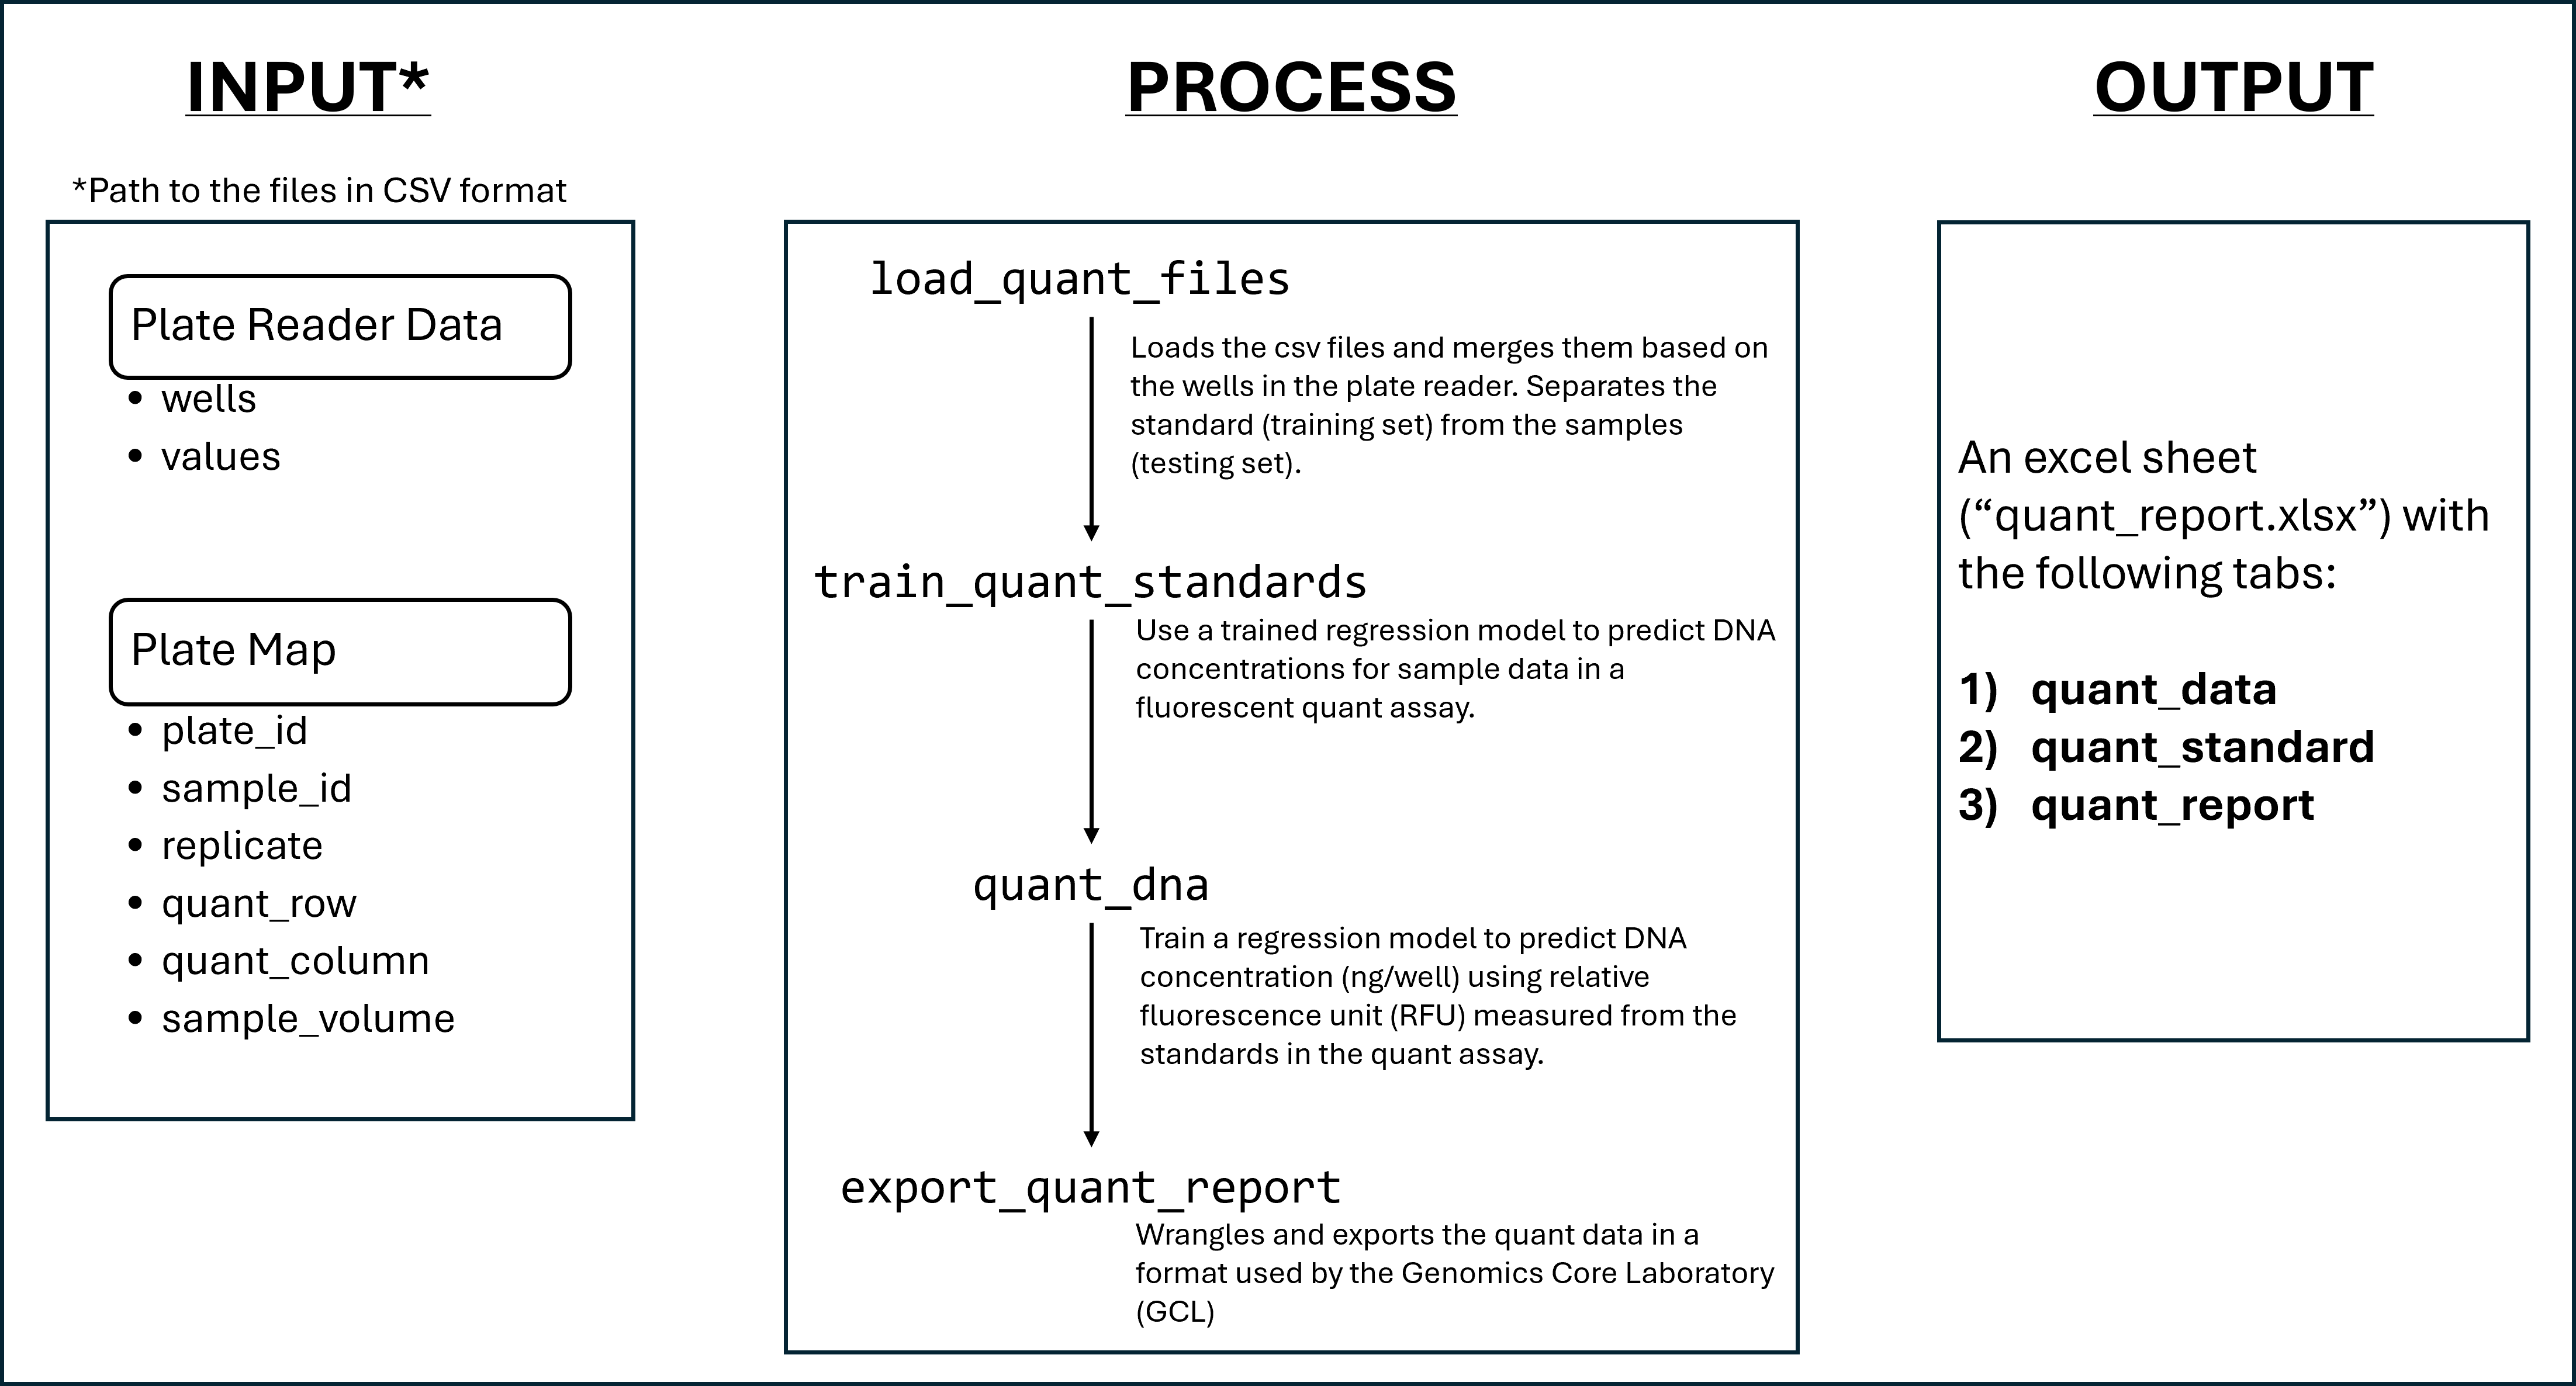 INPUT*
*Path to the files in CSV format
Plate Reader Data
• wells
• values
Plate Map
• plate_id
• sample_id
• replicate
• quant_row
• quant_column
• sample_volume
PROCESS
load_quant_files
Loads the csv files and merges them based on
the wells in the plate reader. Separates the
standard (training set) from the samples
(testing set).
train_quant_standards
Use a trained regression model to predict DNA
concentrations for sample data in a
fluorescent quant assay.
quant_dna
Train a regression model to predict DNA
concentration (ng/well) using relative
fluorescence unit (RFU) measured from the
standards in the quant assay.
export_quant_report
Wrangles and exports the quant data in a
format used by the Genomics Core Laboratory
(GCL)
OUTPUT
An excel sheet
(“quant_report.xlsx”) with
the following tabs:
1) quant_data
2) quant_standard
3) quant_report